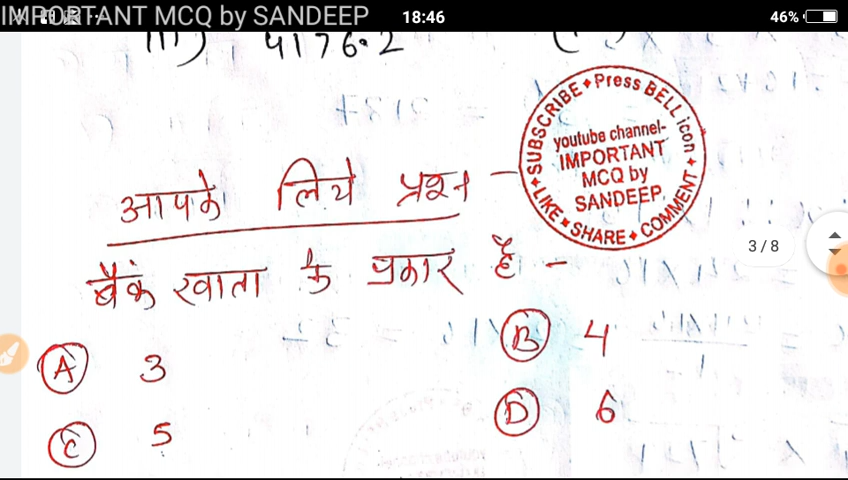 IMPORTANT MCQ by SANDEEP
18:46
46%
III) 4176.2
SUBSCRIBE Press BELL icon
LIKE SHARE COMMENT
youtube channel-
IMPORTANT
MCQ by
SANDEEP
आपके लिये प्रश्न -
3 / 8
बैंक खाता के प्रकार है -
(A) 3
(B) 4
(C) 5
(D) 6